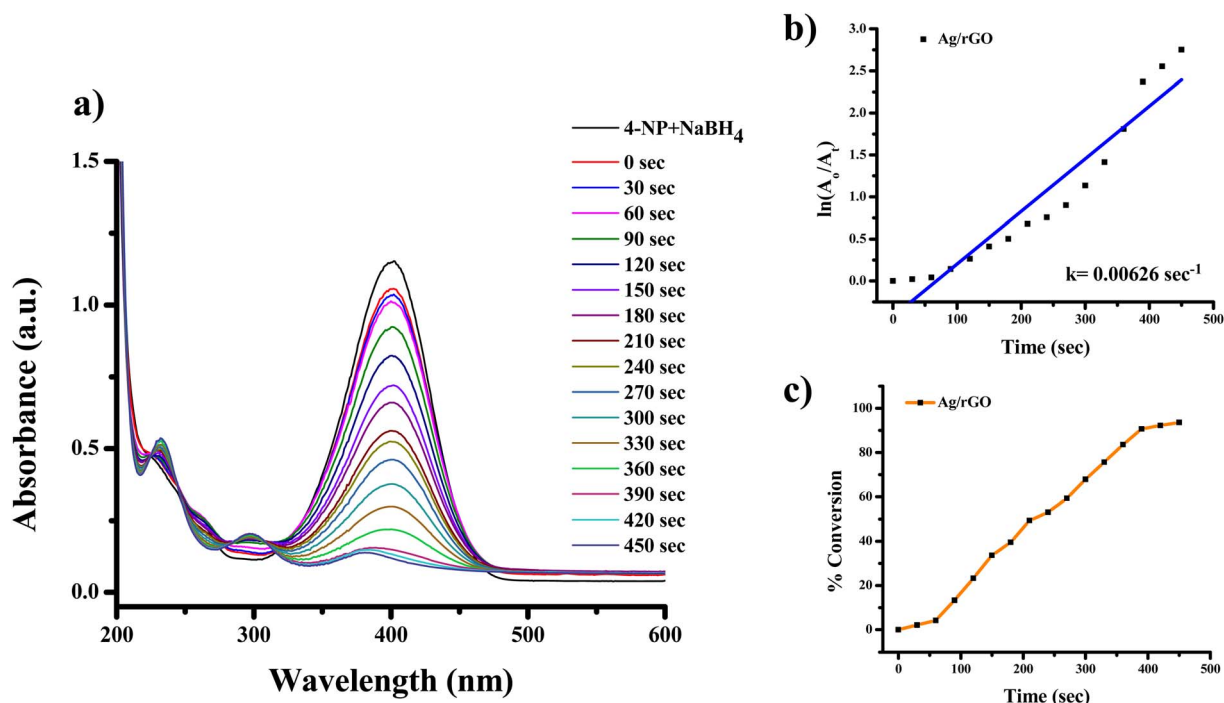 a)
4-NP+NaBH4
0 sec
30 sec
60 sec
90 sec
120 sec
150 sec
180 sec
210 sec
240 sec
270 sec
300 sec
330 sec
360 sec
390 sec
420 sec
450 sec
Absorbance (a.u.)
1.5
1.0
0.5
0.0
200 300 400 500 600
Wavelength (nm)
b)
Ag/rGO
ln(Ao/At)
3.0
2.5
2.0
1.5
1.0
0.5
0.0
k= 0.00626 sec-1
0 100 200 300 400 500
Time (sec)
c)
Ag/rGO
% Conversion
100
80
60
40
20
0
0 100 200 300 400 500
Time (sec)